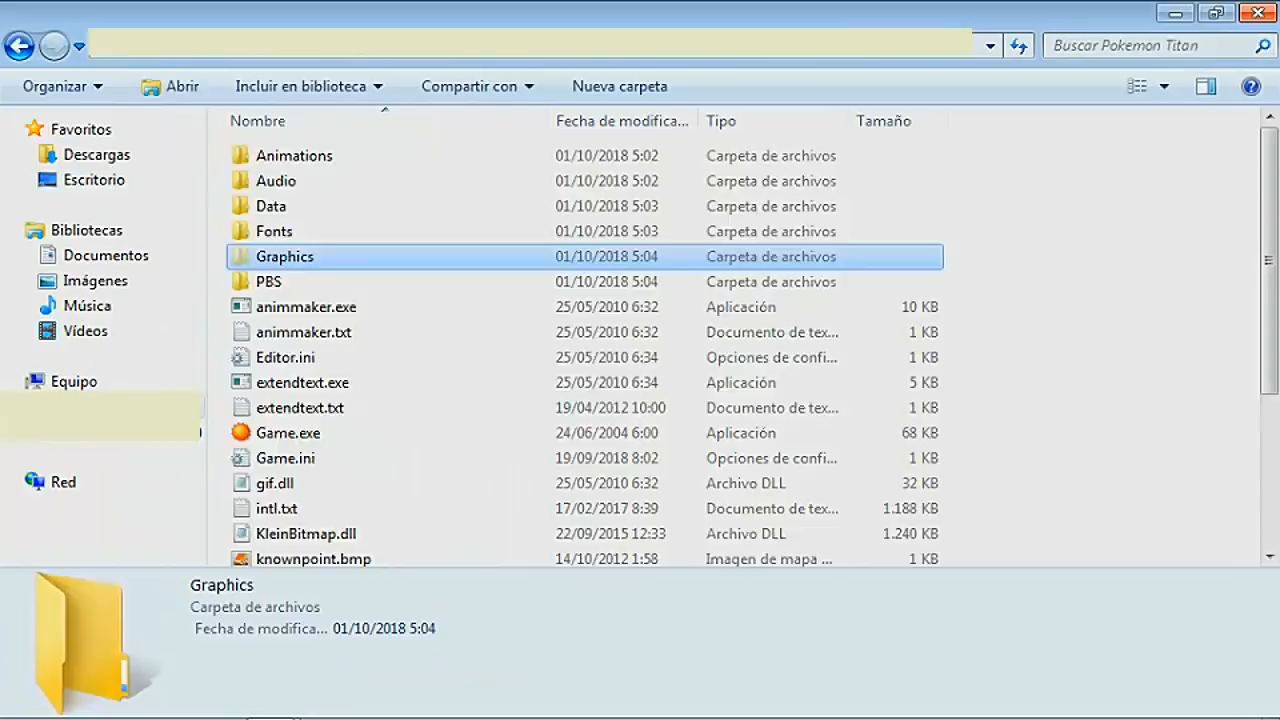 Buscar Pokemon Titan
Organizar Abrir Incluir en biblioteca Compartir con Nueva carpeta
Favoritos
Descargas
Escritorio
Bibliotecas
Documentos
Imágenes
Música
Vídeos
Equipo
Red
Nombre Fecha de modifica... Tipo Tamaño
Animations 01/10/2018 5:02 Carpeta de archivos
Audio 01/10/2018 5:02 Carpeta de archivos
Data 01/10/2018 5:03 Carpeta de archivos
Fonts 01/10/2018 5:03 Carpeta de archivos
Graphics 01/10/2018 5:04 Carpeta de archivos
PBS 01/10/2018 5:04 Carpeta de archivos
animmaker.exe 25/05/2010 6:32 Aplicación 10 KB
animmaker.txt 25/05/2010 6:32 Documento de tex... 1 KB
Editor.ini 25/05/2010 6:34 Opciones de confi... 1 KB
extendtext.exe 25/05/2010 6:34 Aplicación 5 KB
extendtext.txt 19/04/2012 10:00 Documento de tex... 1 KB
Game.exe 24/06/2004 6:00 Aplicación 68 KB
Game.ini 19/09/2018 8:02 Opciones de confi... 1 KB
gif.dll 25/05/2010 6:32 Archivo DLL 32 KB
intl.txt 17/02/2017 8:39 Documento de tex... 1.188 KB
KleinBitmap.dll 22/09/2015 12:33 Archivo DLL 1.240 KB
knownpoint.bmp 14/10/2012 1:58 Imagen de mapa ... 1 KB
Graphics
Carpeta de archivos
Fecha de modifica... 01/10/2018 5:04